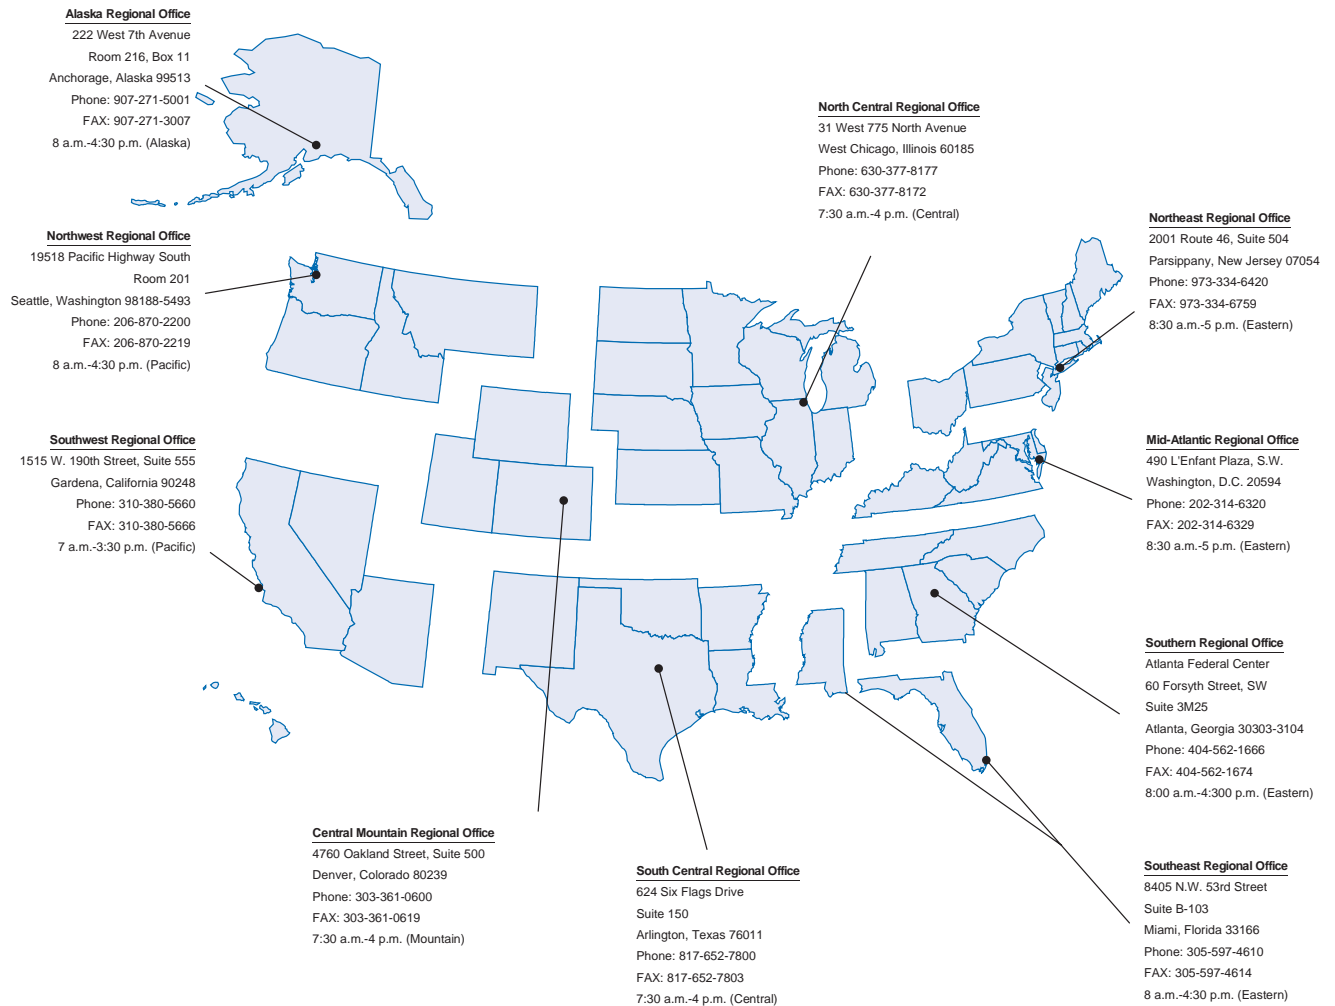 Alaska Regional Office
222 West 7th Avenue
Room 216, Box 11
Anchorage, Alaska 99513
Phone: 907-271-5001
FAX: 907-271-3007
8 a.m.-4:30 p.m. (Alaska)
North Central Regional Office
31 West 775 North Avenue
West Chicago, Illinois 60185
Phone: 630-377-8177
FAX: 630-377-8172
7:30 a.m.-4 p.m. (Central)
Northeast Regional Office
2001 Route 46, Suite 504
Parsippany, New Jersey 07054
Phone: 973-334-6420
FAX: 973-334-6759
8:30 a.m.-5 p.m. (Eastern)
Northwest Regional Office
19518 Pacific Highway South
Room 201
Seattle, Washington 98188-5493
Phone: 206-870-2200
FAX: 206-870-2219
8 a.m.-4:30 p.m. (Pacific)
Southwest Regional Office
1515 W. 190th Street, Suite 555
Gardena, California 90248
Phone: 310-380-5660
FAX: 310-380-5666
7 a.m.-3:30 p.m. (Pacific)
Mid-Atlantic Regional Office
490 L'Enfant Plaza, S.W.
Washington, D.C. 20594
Phone: 202-314-6320
FAX: 202-314-6329
8:30 a.m.-5 p.m. (Eastern)
Southern Regional Office
Atlanta Federal Center
60 Forsyth Street, SW
Suite 3M25
Atlanta, Georgia 30303-3104
Phone: 404-562-1666
FAX: 404-562-1674
8:00 a.m.-4:300 p.m. (Eastern)
Central Mountain Regional Office
4760 Oakland Street, Suite 500
Denver, Colorado 80239
Phone: 303-361-0600
FAX: 303-361-0619
7:30 a.m.-4 p.m. (Mountain)
South Central Regional Office
624 Six Flags Drive
Suite 150
Arlington, Texas 76011
Phone: 817-652-7800
FAX: 817-652-7803
7:30 a.m.-4 p.m. (Central)
Southeast Regional Office
8405 N.W. 53rd Street
Suite B-103
Miami, Florida 33166
Phone: 305-597-4610
FAX: 305-597-4614
8 a.m.-4:30 p.m. (Eastern)